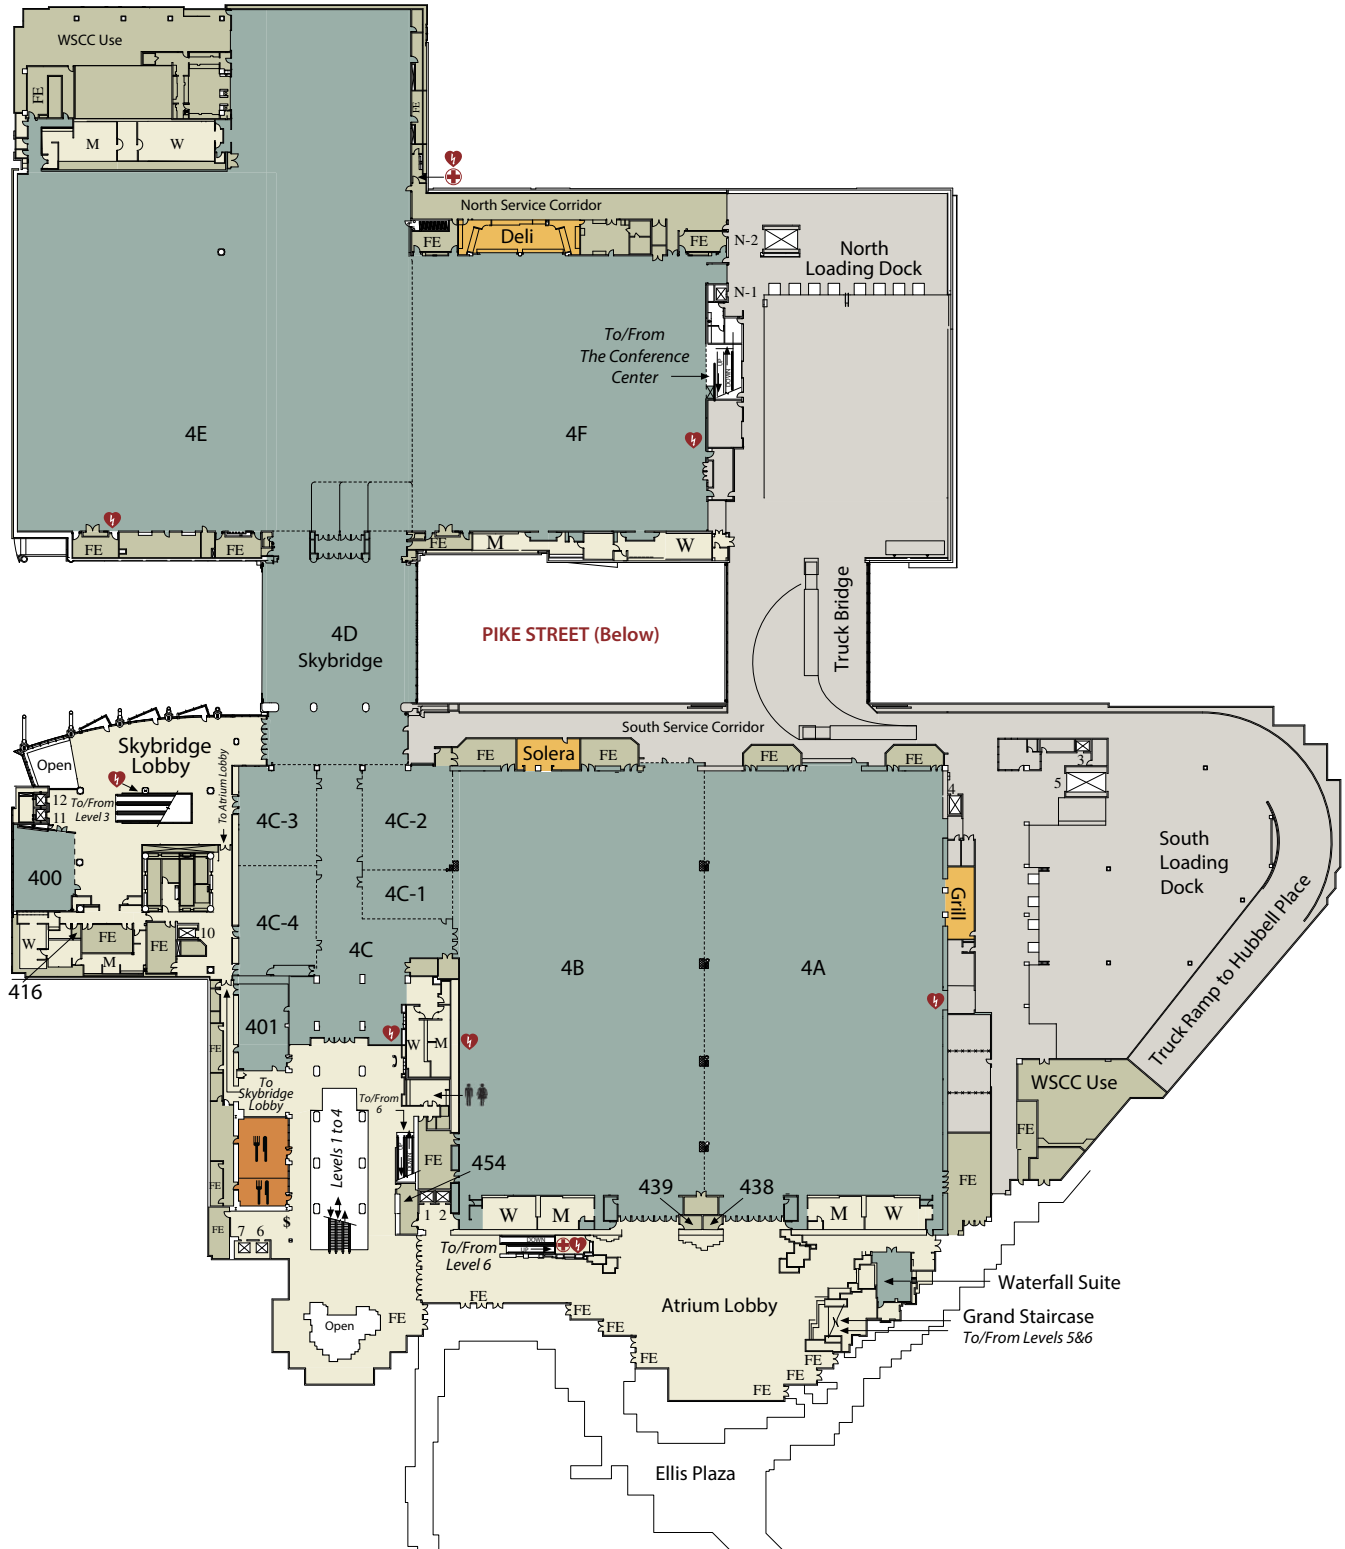 WSCC Use
FE
M
W
FE
North Service Corridor
FE
Deli
FE
N-2
North
Loading Dock
N-1
To/From
The Conference
Center
UP
DOWN
4E
4F
FE
FE
FE
M
W
4D
Skybridge
PIKE STREET (Below)
Truck Bridge
South Service Corridor
Skybridge
Lobby
Open
To Atrium Lobby
FE
Solera
FE
FE
FE
3
5
4
12
11
To/From
Level 3
4C-3
4C-2
400
4C-1
4C-4
4C
10
W
FE
FE
M
416
4B
4A
Grill
South
Loading
Dock
Truck Ramp to Hubbell Place
401
W
M
FE
To
Skybridge
Lobby
To/From
6
Levels 1 to 4
UP
DOWN
WSCC Use
FE
FE
454
FE
FE
439
438
1
2
W
M
M
W
FE
$
7
6
To/From
Level 6
DOWN
UP
Waterfall Suite
Atrium Lobby
Grand Staircase
To/From Levels 5&6
Open
FE
FE
FE
FE
FE
FE
FE
FE
Ellis Plaza